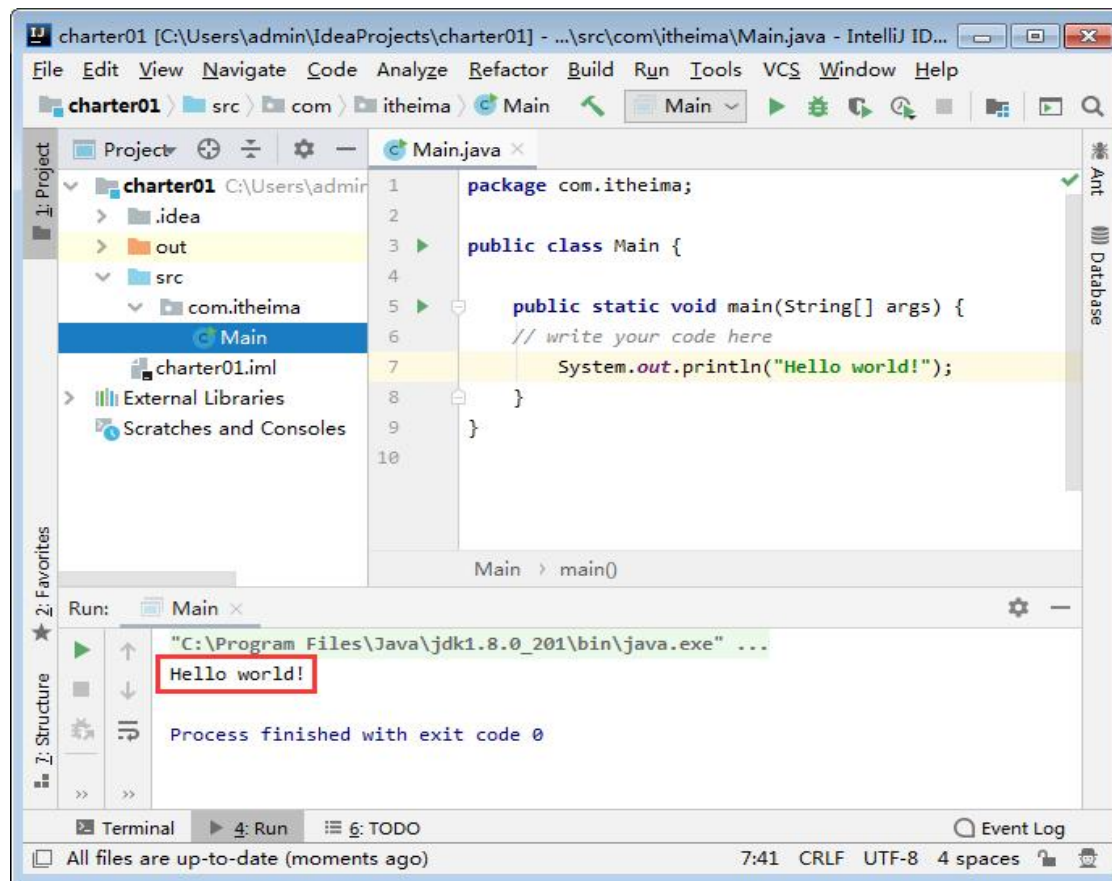 charter01 [C:\Users\admin\IdeaProjects\charter01] - ...\src\com\itheima\Main.java - IntelliJ ID...
File Edit View Navigate Code Analyze Refactor Build Run Tools VCS Window Help
charter01 src com itheima Main Main
1: Project
Project
Main.java
Ant
Database
charter01 C:\Users\admin
.idea
out
src
com.itheima
Main
charter01.iml
External Libraries
Scratches and Consoles
1 package com.itheima;
2
3 public class Main {
4
5 public static void main(String[] args) {
6 // write your code here
7 System.out.println("Hello world!");
8 }
9 }
10
Main > main()
2: Favorites
7: Structure
Run: Main
"C:\Program Files\Java\jdk1.8.0_201\bin\java.exe" ...
Hello world!
Process finished with exit code 0
Terminal 4: Run 6: TODO Event Log
All files are up-to-date (moments ago) 7:41 CRLF UTF-8 4 spaces